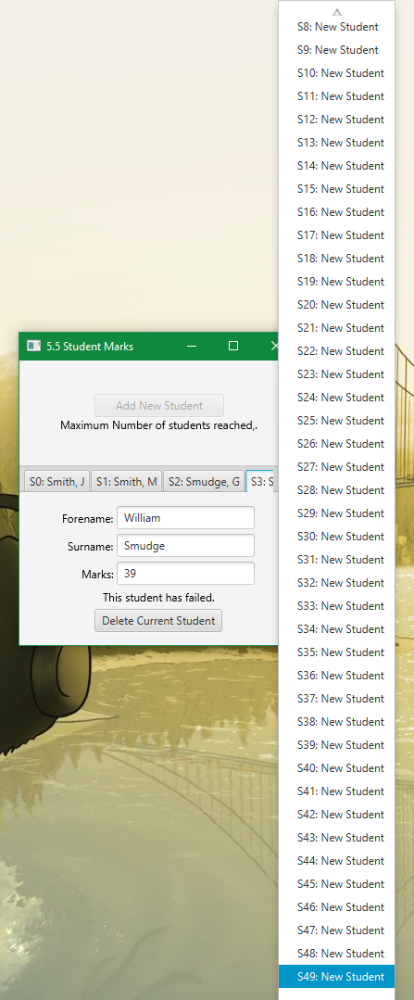 S8: New Student
S9: New Student
S10: New Student
S11: New Student
S12: New Student
S13: New Student
S14: New Student
S15: New Student
S16: New Student
S17: New Student
S18: New Student
S19: New Student
S20: New Student
S21: New Student
S22: New Student
S23: New Student
S24: New Student
S25: New Student
S26: New Student
S27: New Student
S28: New Student
S29: New Student
S30: New Student
S31: New Student
S32: New Student
S33: New Student
S34: New Student
S35: New Student
S36: New Student
S37: New Student
S38: New Student
S39: New Student
S40: New Student
S41: New Student
S42: New Student
S43: New Student
S44: New Student
S45: New Student
S46: New Student
S47: New Student
S48: New Student
S49: New Student
5.5 Student Marks
Add New Student
Maximum Number of students reached,.
S0: Smith, J S1: Smith, M S2: Smudge, G S3: S
Forename: William
Surname: Smudge
Marks: 39
This student has failed.
Delete Current Student